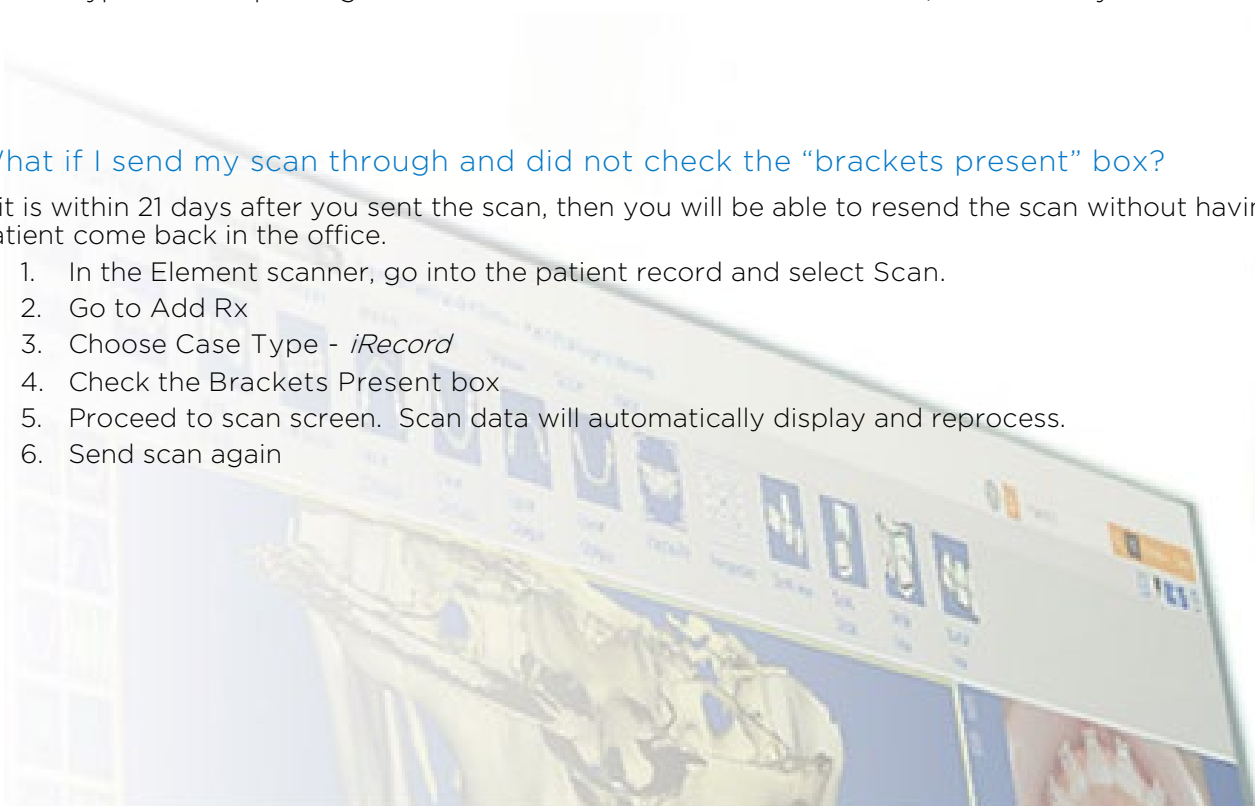 What if I send my scan through and did not check the “brackets present” box?
it is within 21 days after you sent the scan, then you will be able to resend the scan without
patient come back in the office.
1. In the Element scanner, go into the patient record and select Scan.
2. Go to Add Rx
3. Choose Case Type - iRecord
4. Check the Brackets Present box
5. Proceed to scan screen. Scan data will automatically display and reprocess.
6. Send scan again